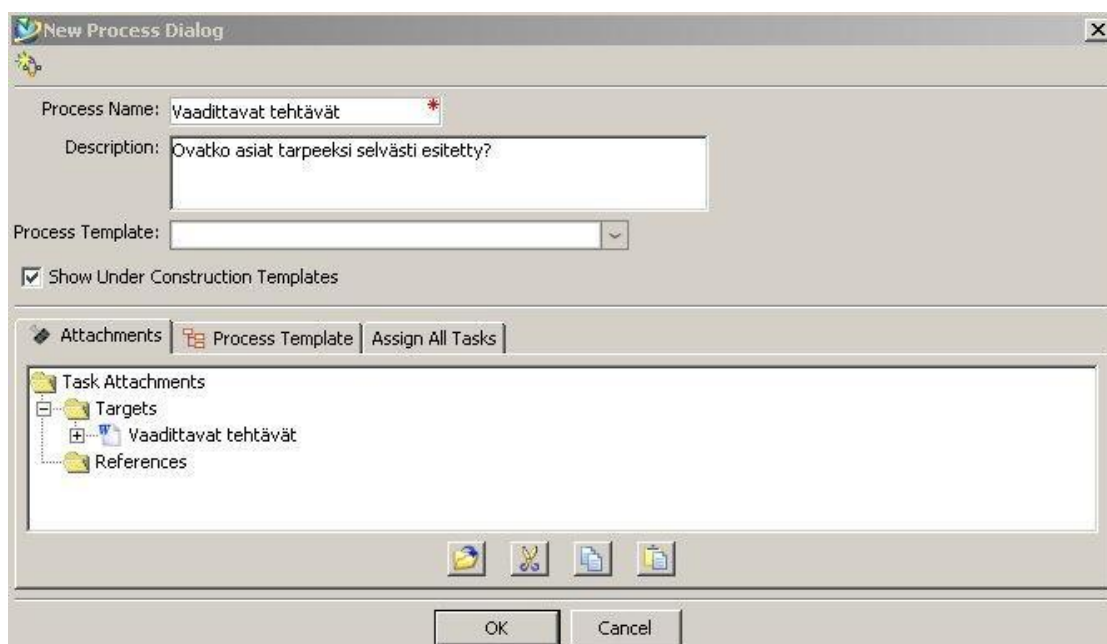 New Process Dialog
Process Name: Vaadittavat tehtävät *
Description: Ovatko asiat tarpeeksi selvästi esitetty?
Process Template:
Show Under Construction Templates
Attachments Process Template Assign All Tasks
Task Attachments
Targets
Vaadittavat tehtävät
References
OK Cancel